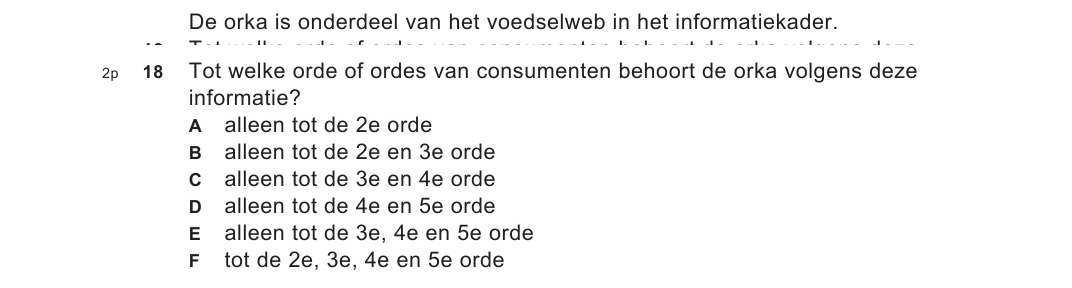 De orka is onderdeel van het voedselweb in het informatiekader.
2p 18 Tot welke orde of ordes van consumenten behoort de orka volgens deze
informatie?
A alleen tot de 2e orde
B alleen tot de 2e en 3e orde
C alleen tot de 3e en 4e orde
D alleen tot de 4e en 5e orde
E alleen tot de 3e, 4e en 5e orde
F tot de 2e, 3e, 4e en 5e orde